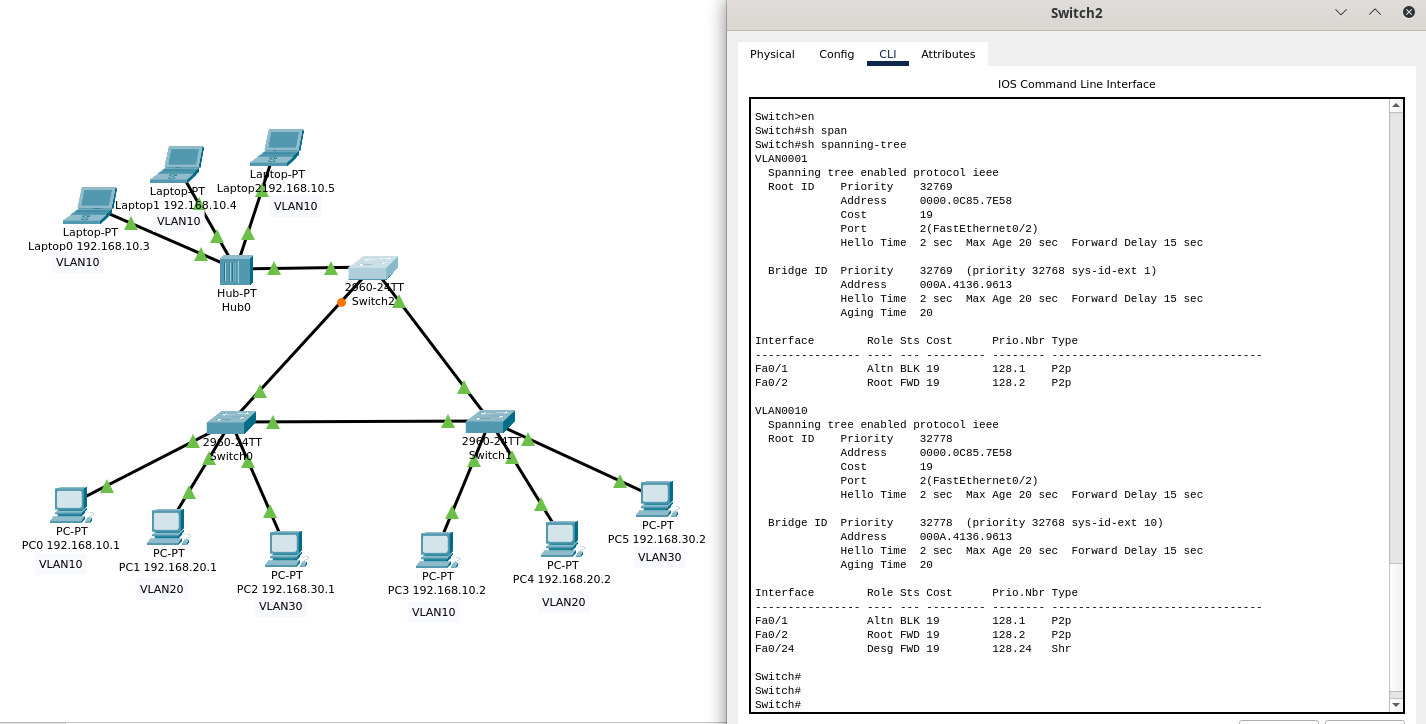 Switch2
Physical Config CLI Attributes
IOS Command Line Interface
Switch>en
Switch#sh span
Switch#sh spanning-tree
VLAN0001
  Spanning tree enabled protocol ieee
  Root ID    Priority    32769
             Address     0000.0C85.7E58
             Cost        19
             Port        2(FastEthernet0/2)
             Hello Time  2 sec  Max Age 20 sec  Forward Delay 15 sec
  Bridge ID  Priority    32769  (priority 32768 sys-id-ext 1)
             Address     000A.4136.9613
             Hello Time  2 sec  Max Age 20 sec  Forward Delay 15 sec
             Aging Time  20
Interface        Role Sts Cost      Prio.Nbr Type
---------------- ---- --- --------- -------- --------------------------------
Fa0/1            Altn BLK 19        128.1    P2p
Fa0/2            Root FWD 19        128.2    P2p
VLAN0010
  Spanning tree enabled protocol ieee
  Root ID    Priority    32778
             Address     0000.0C85.7E58
             Cost        19
             Port        2(FastEthernet0/2)
             Hello Time  2 sec  Max Age 20 sec  Forward Delay 15 sec
  Bridge ID  Priority    32778  (priority 32768 sys-id-ext 10)
             Address     000A.4136.9613
             Hello Time  2 sec  Max Age 20 sec  Forward Delay 15 sec
             Aging Time  20
Interface        Role Sts Cost      Prio.Nbr Type
---------------- ---- --- --------- -------- --------------------------------
Fa0/1            Altn BLK 19        128.1    P2p
Fa0/2            Root FWD 19        128.2    P2p
Fa0/24           Desg FWD 19        128.24   Shr
Switch#
Switch#
Switch#
Laptop-PT
Laptop2 192.168.10.5
VLAN10
Laptop-PT
Laptop1 192.168.10.4
VLAN10
Laptop-PT
Laptop0 192.168.10.3
VLAN10
Hub-PT
Hub0
2960-24TT
Switch2
2960-24TT
Switch0
2960-24TT
Switch1
PC-PT
PC0 192.168.10.1
VLAN10
PC-PT
PC1 192.168.20.1
VLAN20
PC-PT
PC2 192.168.30.1
VLAN30
PC-PT
PC3 192.168.10.2
VLAN10
PC-PT
PC4 192.168.20.2
VLAN20
PC-PT
PC5 192.168.30.2
VLAN30